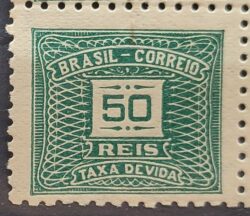 BRASIL-CORREIO
50
REIS
TAXA DEVIDA